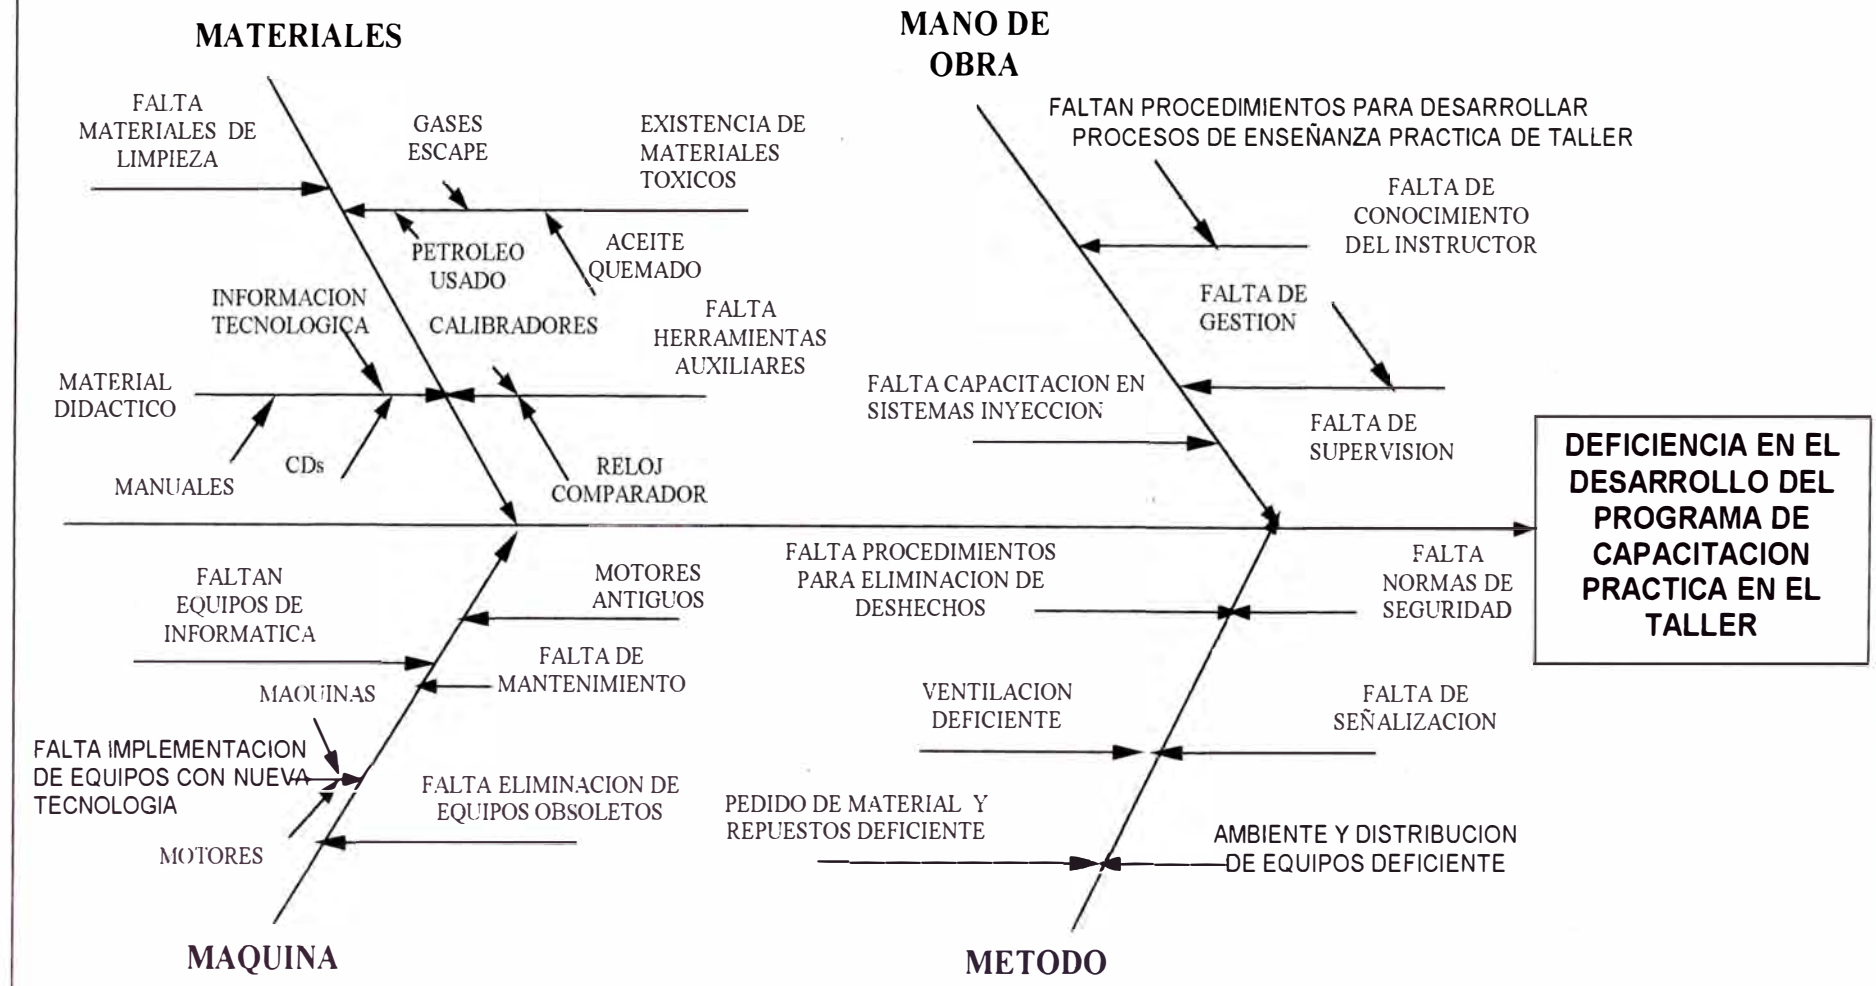 MATERIALES
FALTA
MATERIALES DE
LIMPIEZA
GASES
ESCAPE
EXISTENCIA DE
MATERIALES
TOXICOS
PETROLEO
USADO
ACEITE
QUEMADO
INFORMACION
TECNOLOGICA
CALIBRADORES
FALTA
HERRAMIENTAS
AUXILIARES
MATERIAL
DIDACTICO
MANUALES
CDs
RELOJ
COMPARADOR
MANO DE
OBRA
FALTAN PROCEDIMIENTOS PARA DESARROLLAR
PROCESOS DE ENSEÑANZA PRACTICA DE TALLER
FALTA DE
CONOCIMIENTO
DEL INSTRUCTOR
FALTA DE
GESTION
FALTA CAPACITACION EN
SISTEMAS INYECCION
FALTA DE
SUPERVISION
DEFICIENCIA EN EL
DESARROLLO DEL
PROGRAMA DE
CAPACITACION
PRACTICA EN EL
TALLER
FALTAN
EQUIPOS DE
INFORMATICA
MOTORES
ANTIGUOS
FALTA DE
MANTENIMIENTO
MAQUINAS
FALTA IMPLEMENTACION
DE EQUIPOS CON NUEVA
TECNOLOGIA
MOTORES
FALTA ELIMINACION DE
EQUIPOS OBSOLETOS
MAQUINA
FALTA PROCEDIMIENTOS
PARA ELIMINACION DE
DESHECHOS
FALTA
NORMAS DE
SEGURIDAD
VENTILACION
DEFICIENTE
FALTA DE
SEÑALIZACION
PEDIDO DE MATERIAL Y
REPUESTOS DEFICIENTE
AMBIENTE Y DISTRIBUCION
DE EQUIPOS DEFICIENTE
METODO